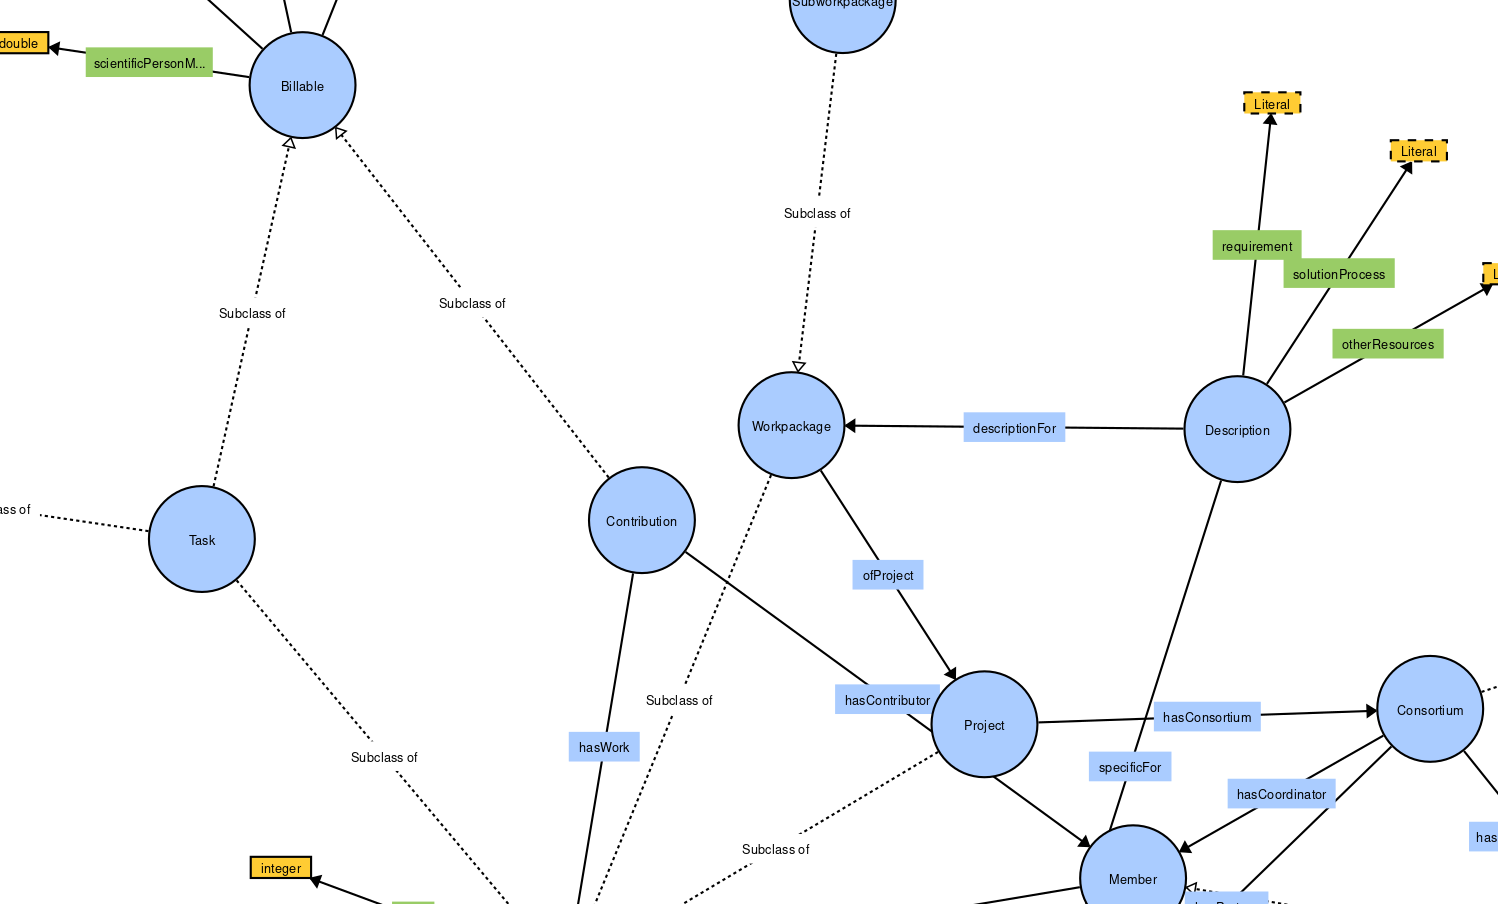 Subworkpackage
double
scientificPersonM...
Billable
Literal
Literal
Subclass of
requirement
solutionProcess
Subclass of
Subclass of
otherResources
Workpackage
descriptionFor
Description
ass of
Task
Contribution
ofProject
Subclass of
hasContributor
Project
hasConsortium
Consortium
hasWork
Subclass of
specificFor
hasCoordinator
has
Subclass of
integer
Member